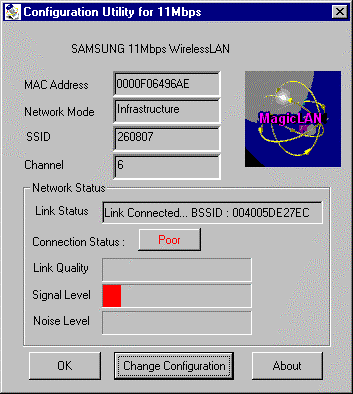 Configuration Utility for 11Mbps
SAMSUNG 11Mbps WirelessLAN
MAC Address 0000F06496AE
Network Mode Infrastructure
SSID 260807
Channel 6
MagicLAN
Network Status
Link Status Link Connected... BSSID : 004005DE27EC
Connection Status : Poor
Link Quality
Signal Level
Noise Level
OK Change Configuration About